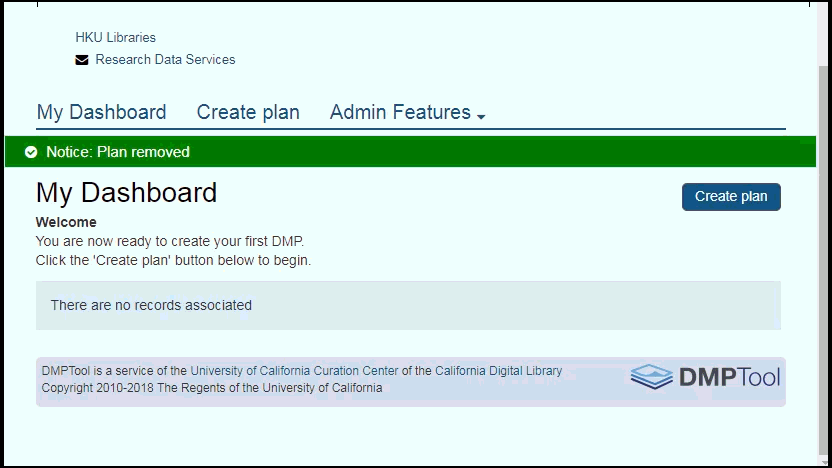 HKU Libraries
Research Data Services
My Dashboard Create plan Admin Features
Notice: Plan removed
My Dashboard
Create plan
Welcome
You are now ready to create your first DMP.
Click the 'Create plan' button below to begin.
There are no records associated
DMPTool is a service of the University of California Curation Center of the California Digital Library
Copyright 2010-2018 The Regents of the University of California
DMPTool